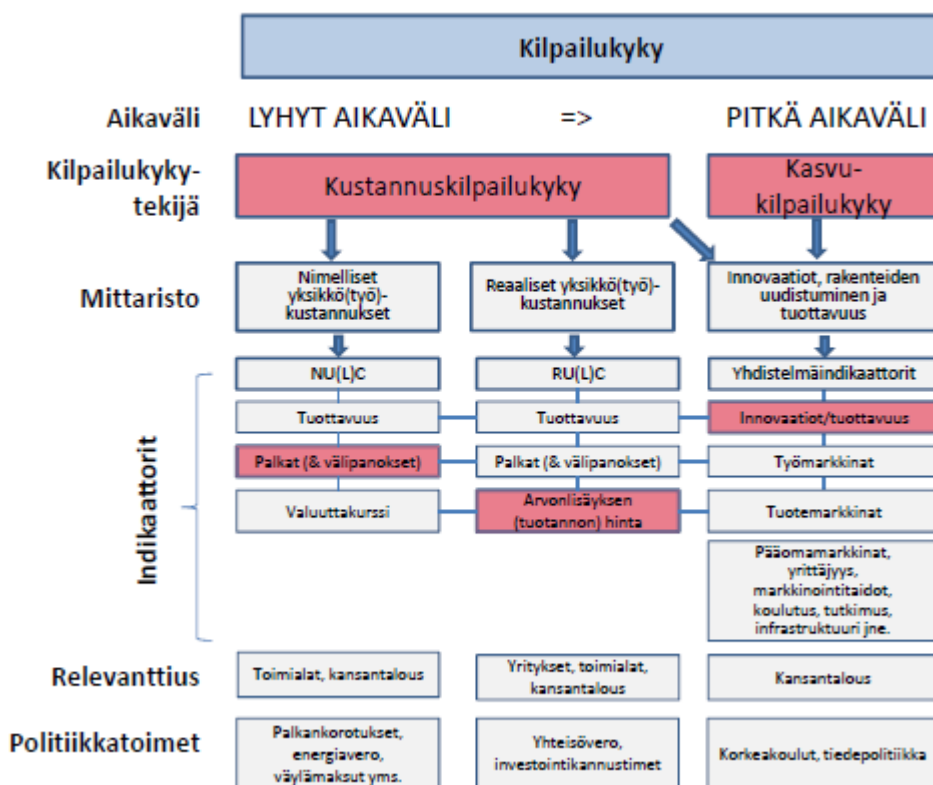 Kilpailukyky
Aikaväli
LYHYT AIKAVÄLI
=>
PITKÄ AIKAVÄLI
Kilpailukyky-
tekijä
Kustannuskilpailukyky
Kasvu-
kilpailukyky
Mittaristo
Nimelliset
yksikkö(työ)-
kustannukset
Reaaliset yksikkö(työ)-
kustannukset
Innovaatiot, rakenteiden
uudistuminen ja
tuottavuus
Indikaattorit
NU(L)C
RU(L)C
Yhdistelmäindikaattorit
Tuottavuus
Tuottavuus
Innovaatiot/tuottavuus
Palkat (& välipanokset)
Palkat (& välipanokset)
Työmarkkinat
Valuuttakurssi
Arvonlisäyksen
(tuotannon) hinta
Tuotemarkkinat
Pääomamarkkinat,
yrittäjyys,
markkinointitaidot,
koulutus, tutkimus,
infrastruktuuri jne.
Relevanttius
Toimialat, kansantalous
Yritykset, toimialat,
kansantalous
Kansantalous
Politiikkatoimet
Palkankorotukset,
energiavero,
väylämaksut yms.
Yhteisövero,
investointikannustimet
Korkeakoulut, tiedepolitiikka